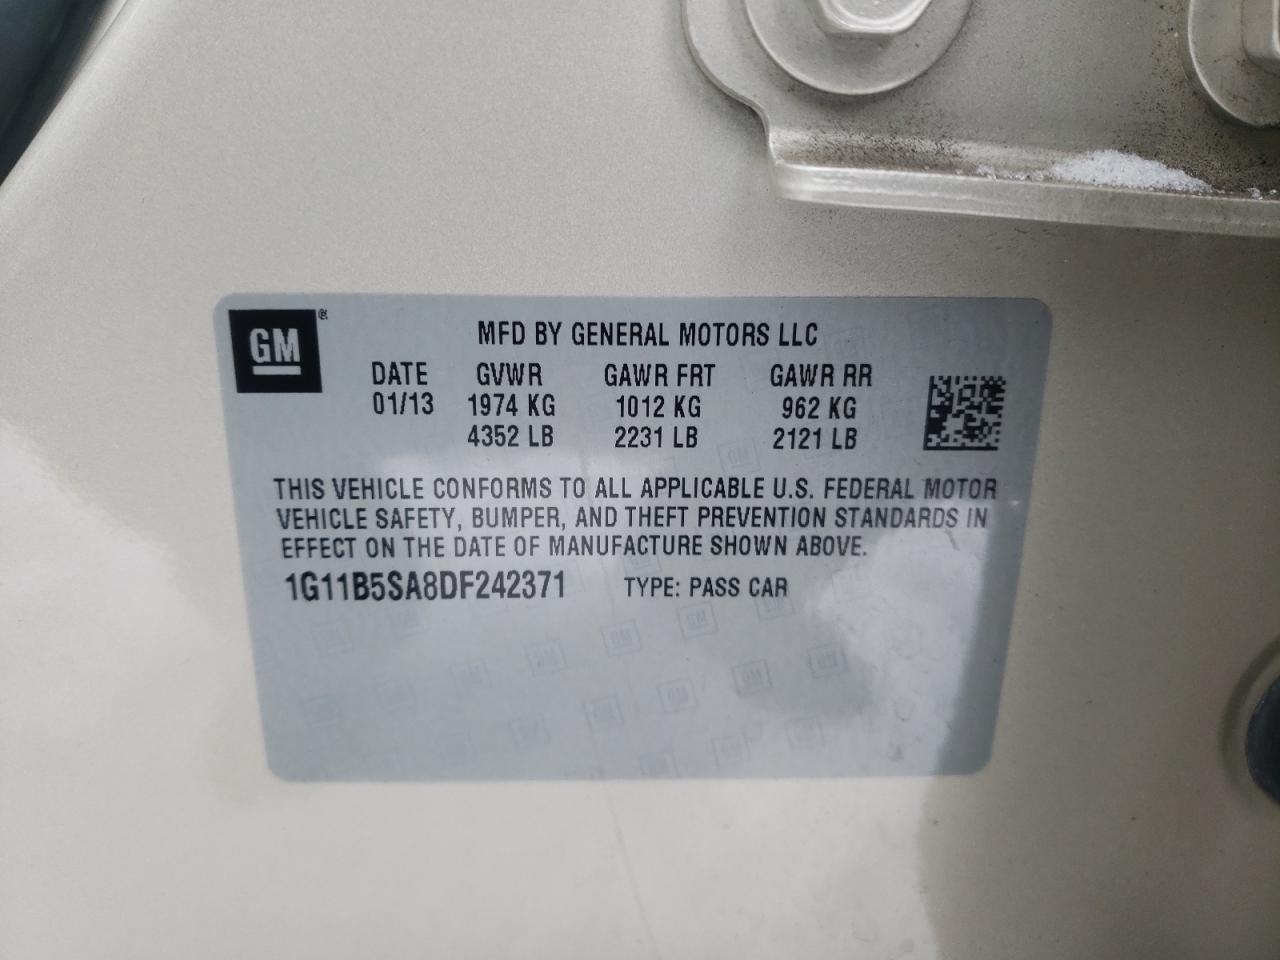 GM®
MFD BY GENERAL MOTORS LLC
DATE GVWR GAWR FRT GAWR RR
01/13 1974 KG 1012 KG 962 KG
4352 LB 2231 LB 2121 LB
THIS VEHICLE CONFORMS TO ALL APPLICABLE U.S. FEDERAL MOTOR
VEHICLE SAFETY, BUMPER, AND THEFT PREVENTION STANDARDS IN
EFFECT ON THE DATE OF MANUFACTURE SHOWN ABOVE.
1G11B5SA8DF242371 TYPE: PASS CAR